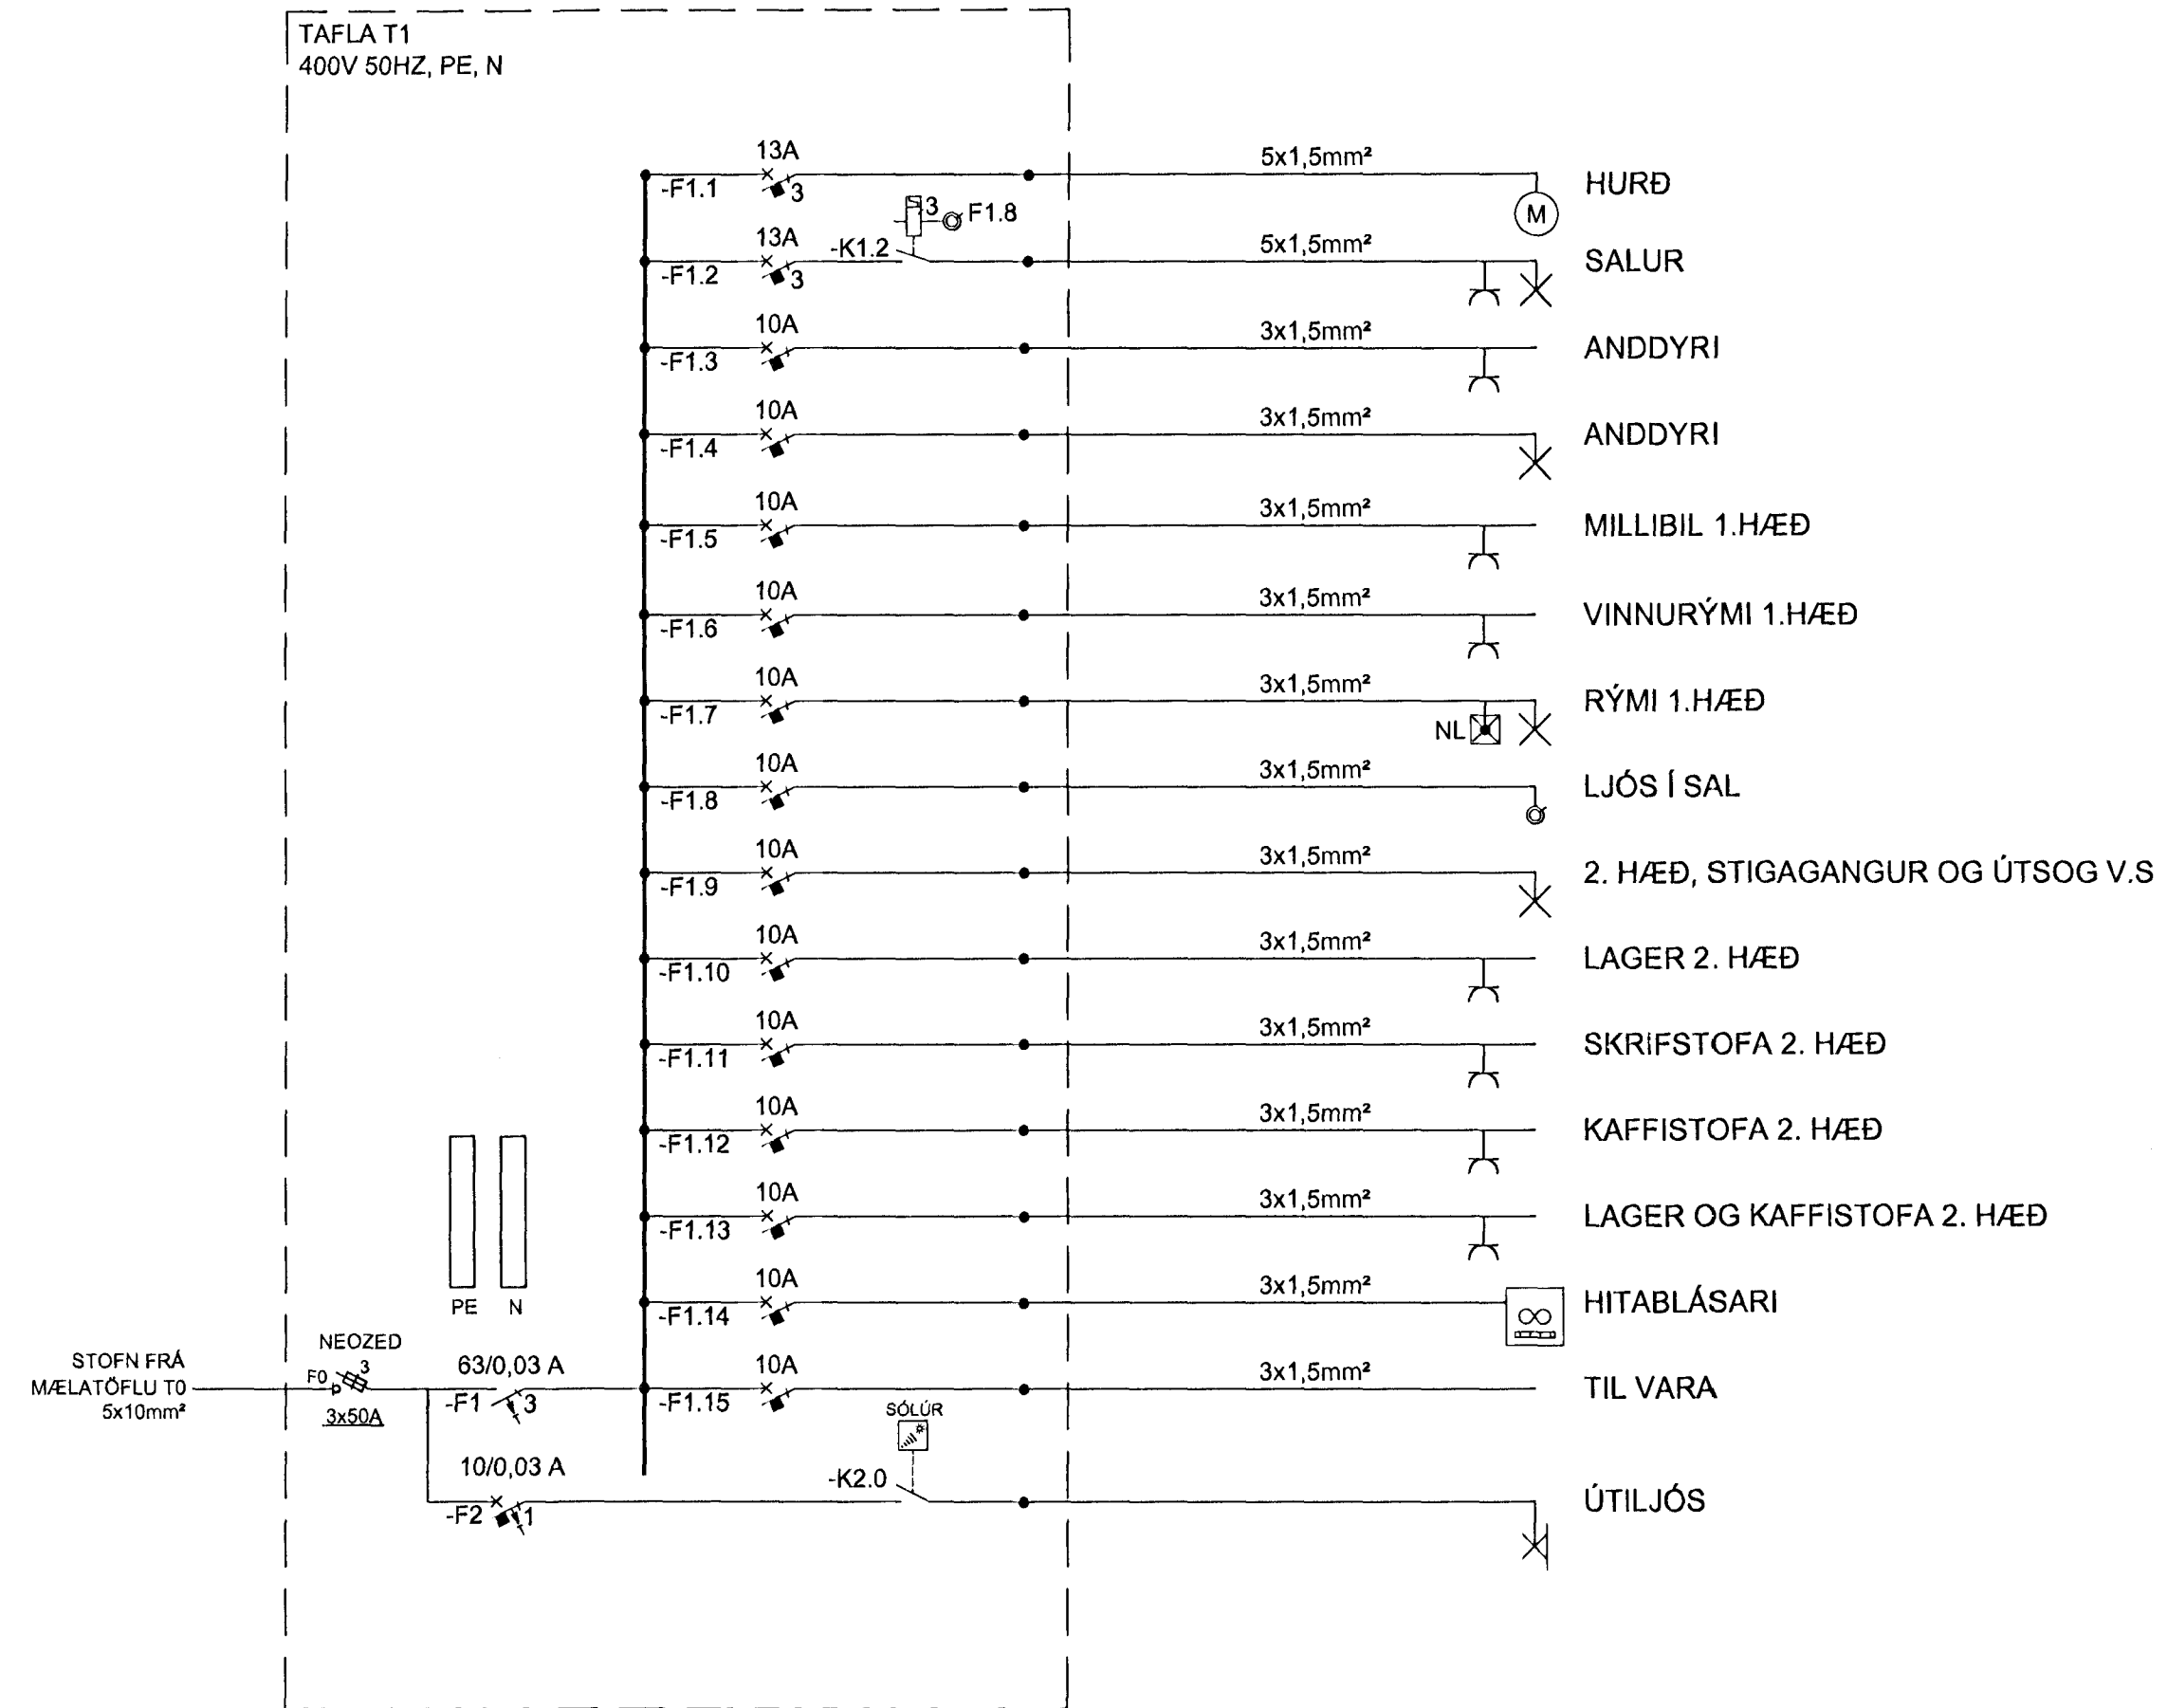 TAFLA T1
400V 50HZ, PE, N
13A
-F1.1
3
5x1,5mm²
M
HURÐ
3
F1.8
13A
-F1.2
3
-K1.2
5x1,5mm²
SALUR
10A
-F1.3
3x1,5mm²
ANDDYRI
10A
-F1.4
3x1,5mm²
ANDDYRI
10A
-F1.5
3x1,5mm²
MILLIBIL 1.HÆÐ
10A
-F1.6
3x1,5mm²
VINNURÝMI 1.HÆÐ
10A
-F1.7
3x1,5mm²
NL
RÝMI 1.HÆÐ
10A
-F1.8
3x1,5mm²
LJÓS Í SAL
10A
-F1.9
3x1,5mm²
2. HÆÐ, STIGAGANGUR OG ÚTSOG V.S
10A
-F1.10
3x1,5mm²
LAGER 2. HÆÐ
10A
-F1.11
3x1,5mm²
SKRIFSTOFA 2. HÆÐ
10A
-F1.12
3x1,5mm²
KAFFISTOFA 2. HÆÐ
10A
-F1.13
3x1,5mm²
LAGER OG KAFFISTOFA 2. HÆÐ
PE
N
10A
-F1.14
3x1,5mm²
HITABLÁSARI
STOFN FRÁ
MÆLATÖFLU T0
5x10mm²
NEOZED
F0
3
3x50A
63/0,03 A
-F1
3
10A
-F1.15
3x1,5mm²
TIL VARA
SÓLÚR
10/0,03 A
-F2
1
-K2.0
ÚTILJÓS